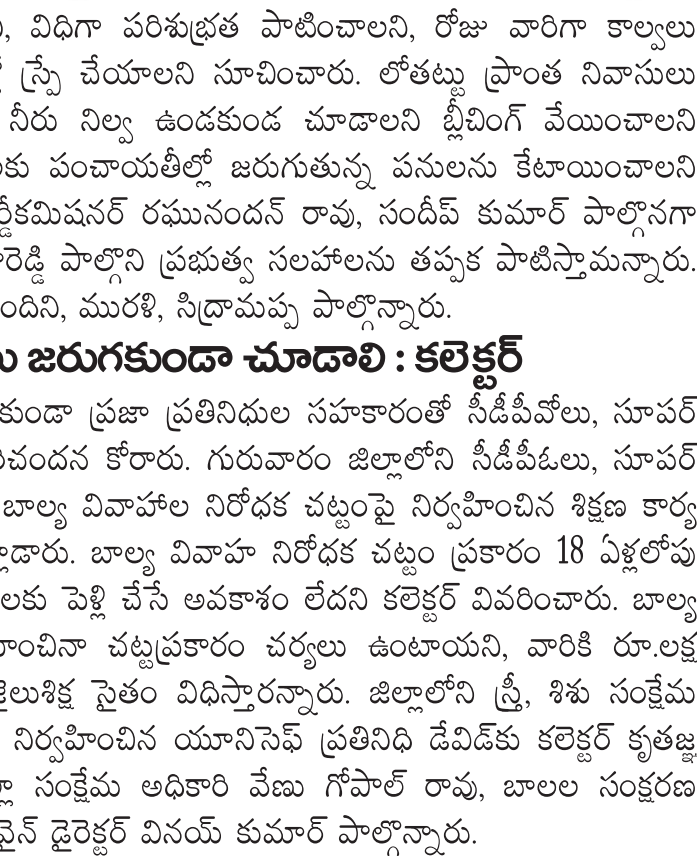 విధిగా పరిశుభ్రత పాటించాలని, రోజు వారిగా కాల్వలు
స్ప్రే చేయాలని సూచించారు. లోతట్టు ప్రాంత నివాసులు
నీరు నిల్వ ఉండకుండ చూడాలని బ్లీచింగ్ వేయించాలని
కు పంచాయతీల్లో జరుగుతున్న పనులను కేటాయించాలని
ర్డీకమిషనర్ రఘునందన్ రావు, సందీప్ కుమార్ పాల్గొనగా
రెడ్డి పాల్గొని ప్రభుత్వ సలహాలను తప్పక పాటిస్తామన్నారు.
ందిని, మురళి, సిద్రామప్ప పాల్గొన్నారు.
జరుగకుండా చూడాలి : కలెక్టర్
కుండా ప్రజా ప్రతినిధుల సహకారంతో సీడీపీవోలు, సూపర్
రిచందన కోరారు. గురువారం జిల్లాలోని సీడీపీఓలు, సూపర్
బాల్య వివాహాల నిరోధక చట్టంపై నిర్వహించిన శిక్షణ కార్య
్లాడారు. బాల్య వివాహ నిరోధక చట్టం ప్రకారం 18 ఏళ్లలోపు
లకు పెళ్లి చేసే అవకాశం లేదని కలెక్టర్ వివరించారు. బాల్య
ించినా చట్టప్రకారం చర్యలు ఉంటాయని, వారికి రూ.లక్ష
జైలుశిక్ష సైతం విధిస్తారన్నారు. జిల్లాలోని స్త్రీ, శిశు సంక్షేమ
నిర్వహించిన యూనిసెఫ్ ప్రతినిధి డేవిడ్‌కు కలెక్టర్ కృతజ్ఞ
్లా సంక్షేమ అధికారి వేణు గోపాల్ రావు, బాలల సంక్షరణ
వైన్ డైరెక్టర్ వినయ్ కుమార్ పాల్గొన్నారు.